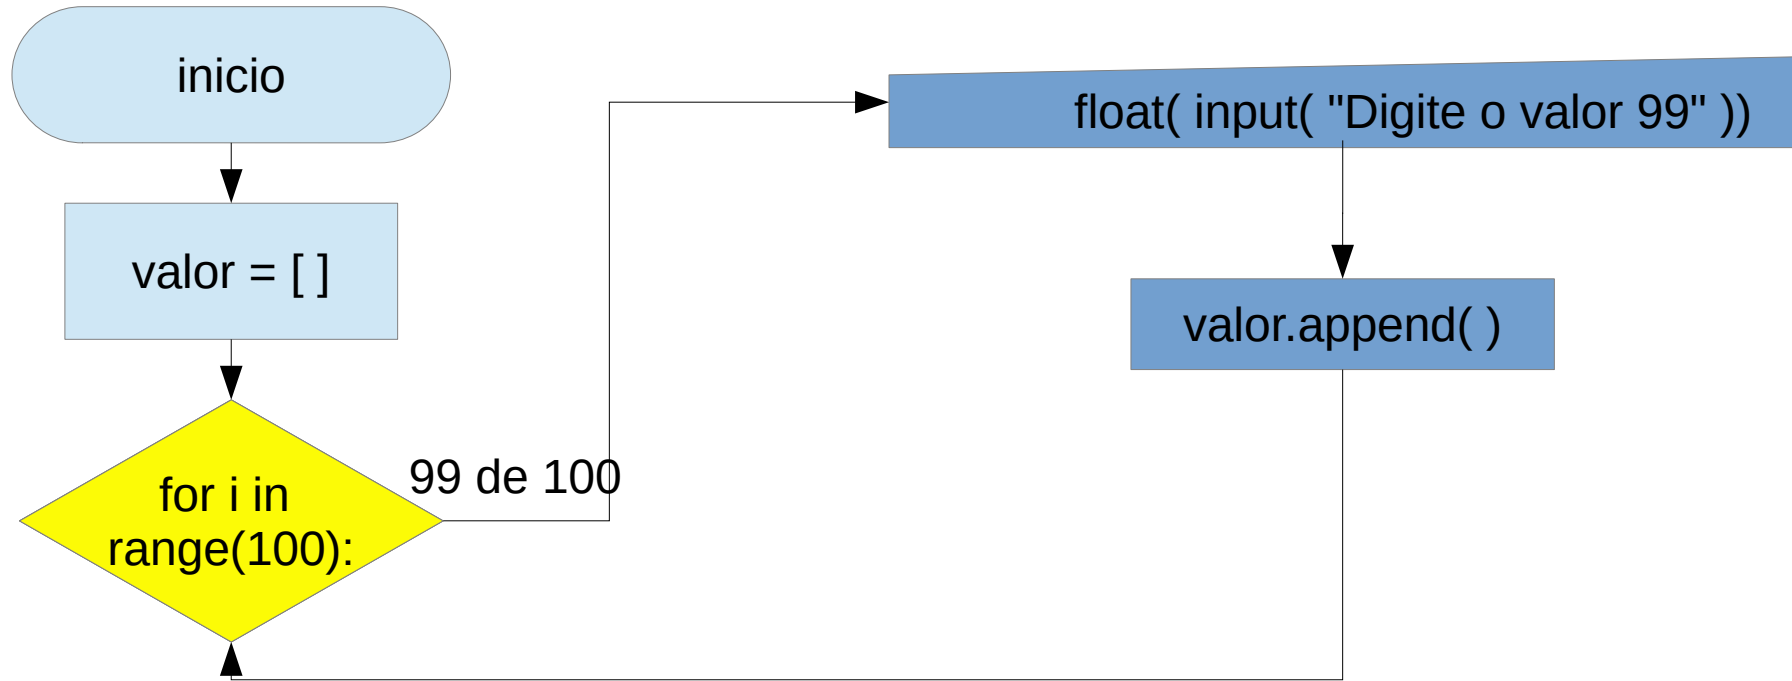 inicio
float( input( "Digite o valor 99" ))
valor = [ ]
valor.append( )
99 de 100
for i in
range(100):